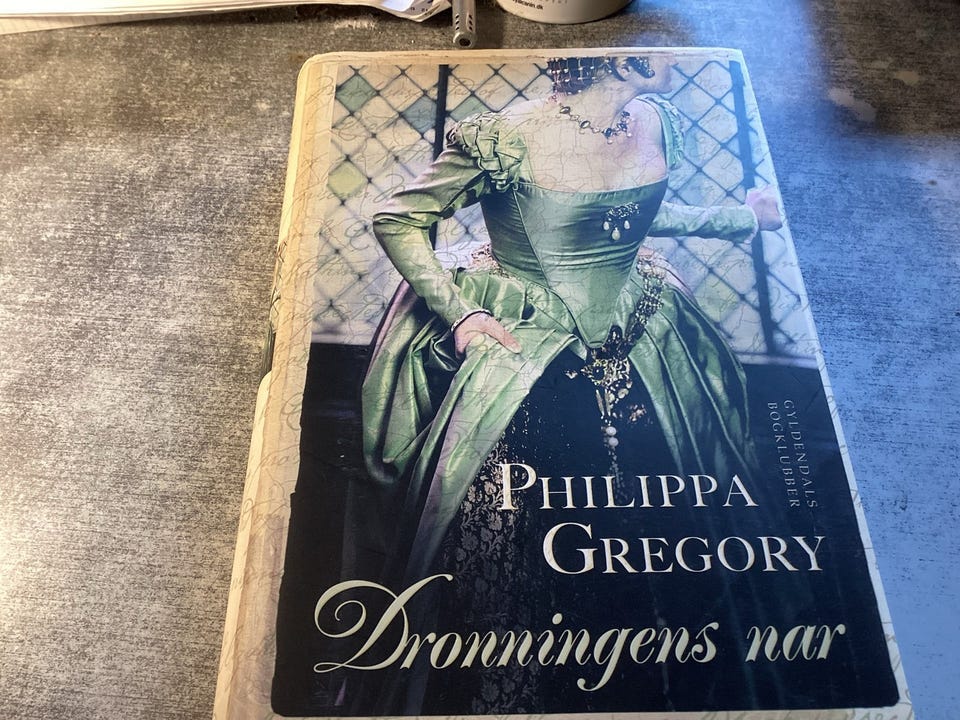 GYLDENDALS
BOGKLUBBER
PHILIPPA
GREGORY
Dronningens nar